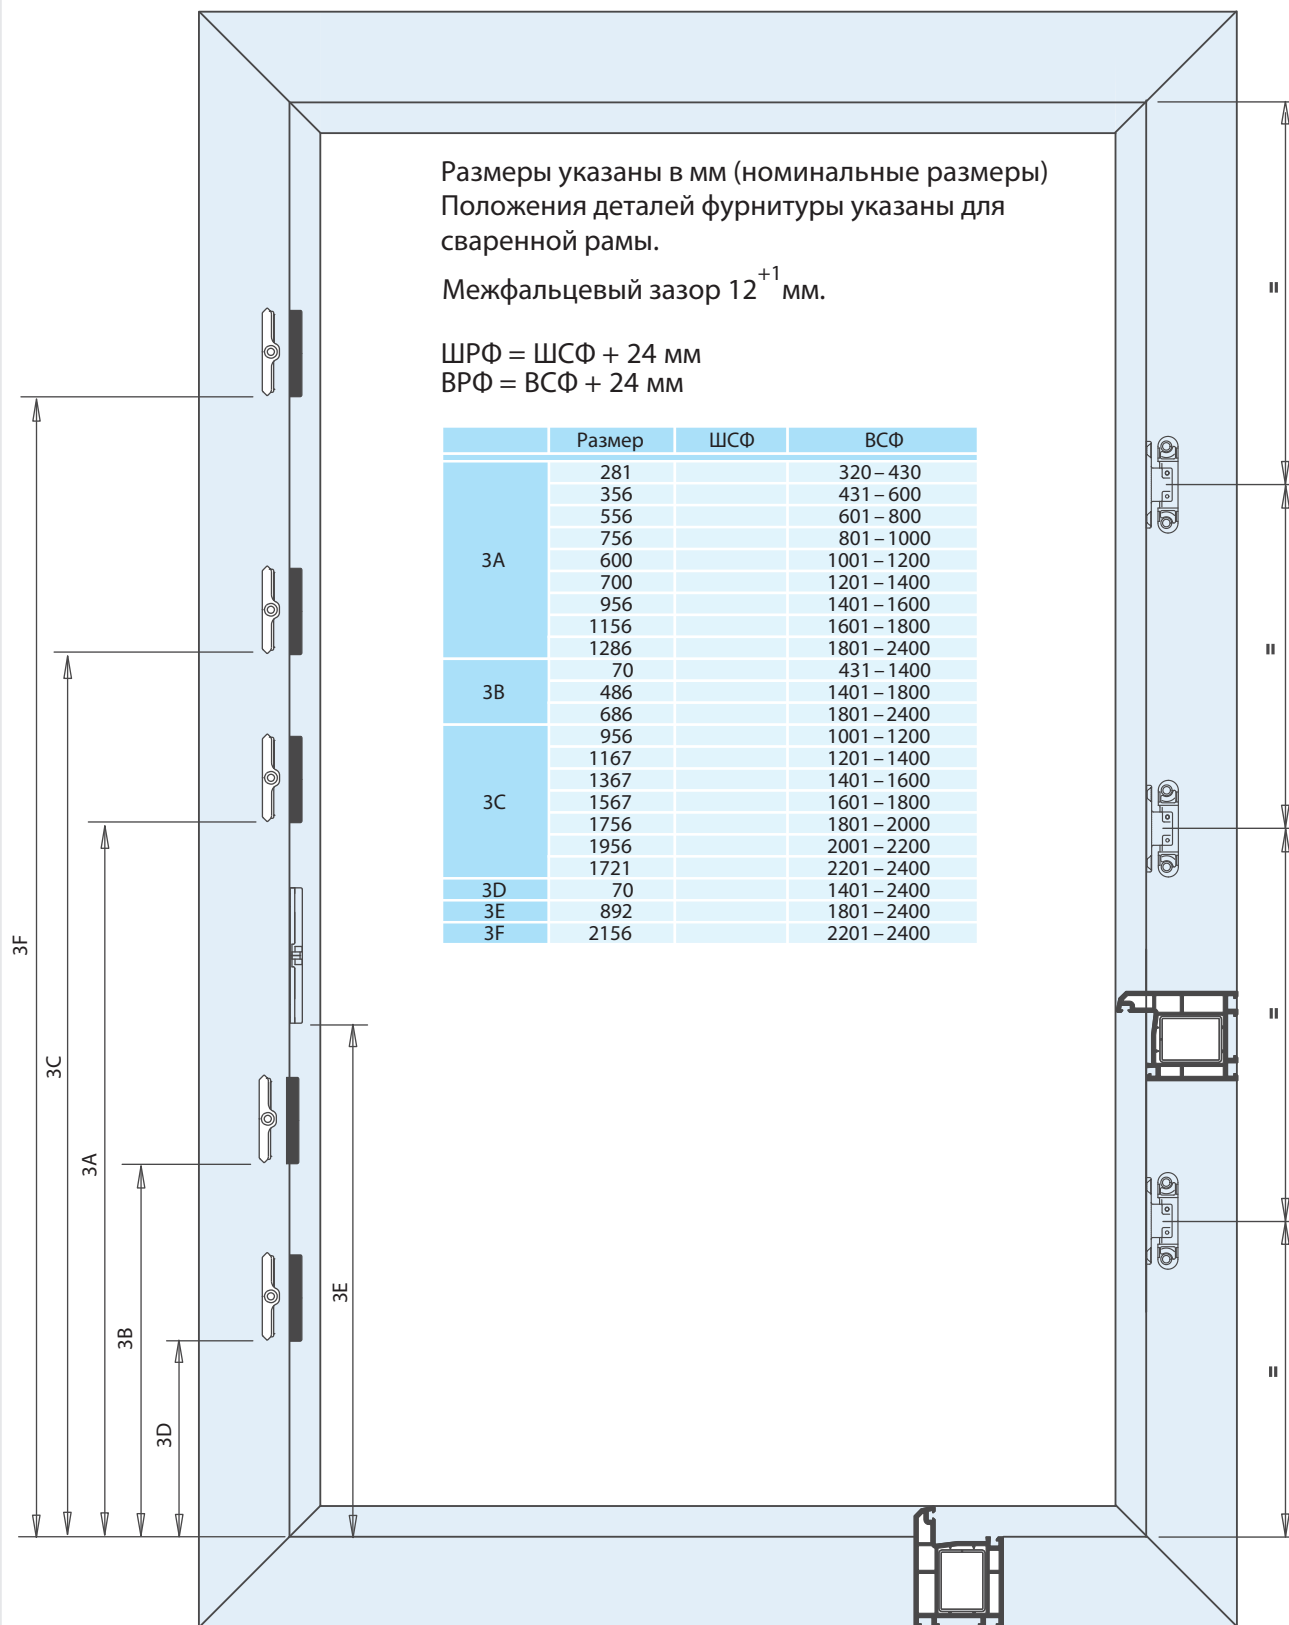 Размеры указаны в мм (номинальные размеры)
Положения деталей фурнитуры указаны для
сваренной рамы.
Межфальцевый зазор 12+1 мм.
ШРФ = ШСФ + 24 мм
ВРФ = ВСФ + 24 мм
Размер ШСФ ВСФ
3A
281 320 – 430
356 431 – 600
556 601 – 800
756 801 – 1000
600 1001 – 1200
700 1201 – 1400
956 1401 – 1600
1156 1601 – 1800
1286 1801 – 2400
3B
70 431 – 1400
486 1401 – 1800
686 1801 – 2400
3C
956 1001 – 1200
1167 1201 – 1400
1367 1401 – 1600
1567 1601 – 1800
1756 1801 – 2000
1956 2001 – 2200
1721 2201 – 2400
3D 70 1401 – 2400
3E 892 1801 – 2400
3F 2156 2201 – 2400
3F
3C
3A
3B
3D
3E
=
=
=
=